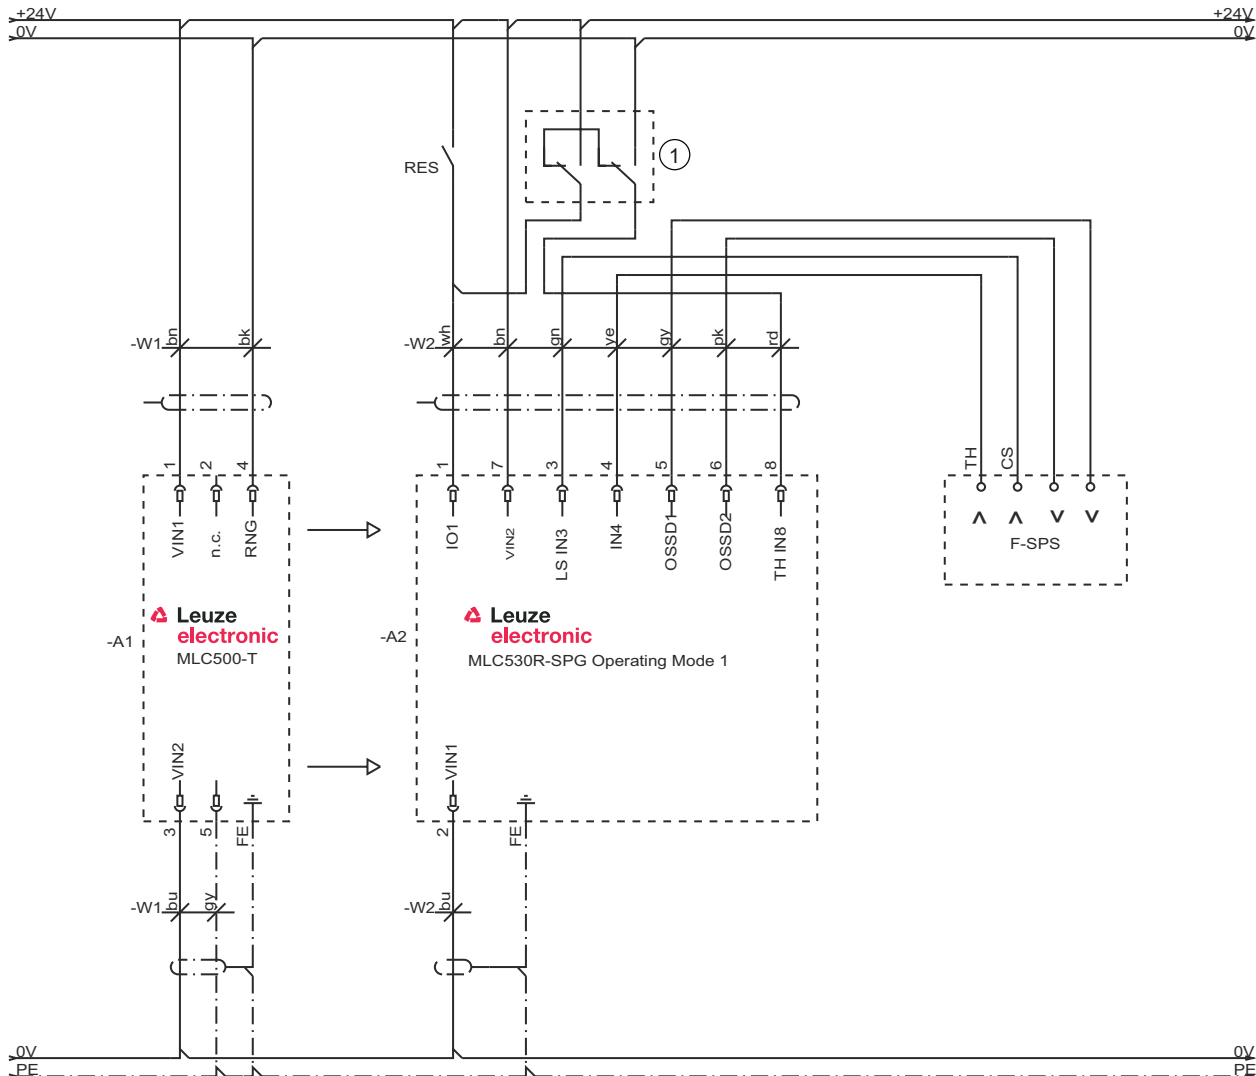 +24V
+24V
0V
0V
RES
1
-W1
bn
bk
-W2
wh
bn
gn
ye
gy
pk
rd
1
2
4
1
7
3
4
5
6
8
TH
CS
VIN1
n.c.
RNG
IO1
VIN2
LS IN3
IN4
OSSD1
OSSD2
TH IN8
F-SPS
-A1
Leuze
electronic
MLC500-T
-A2
Leuze
electronic
MLC530R-SPG Operating Mode 1
VIN2
VIN1
3
5
FE
2
FE
-W1
bu
gy
-W2
bu
0V
0V
PE
PE